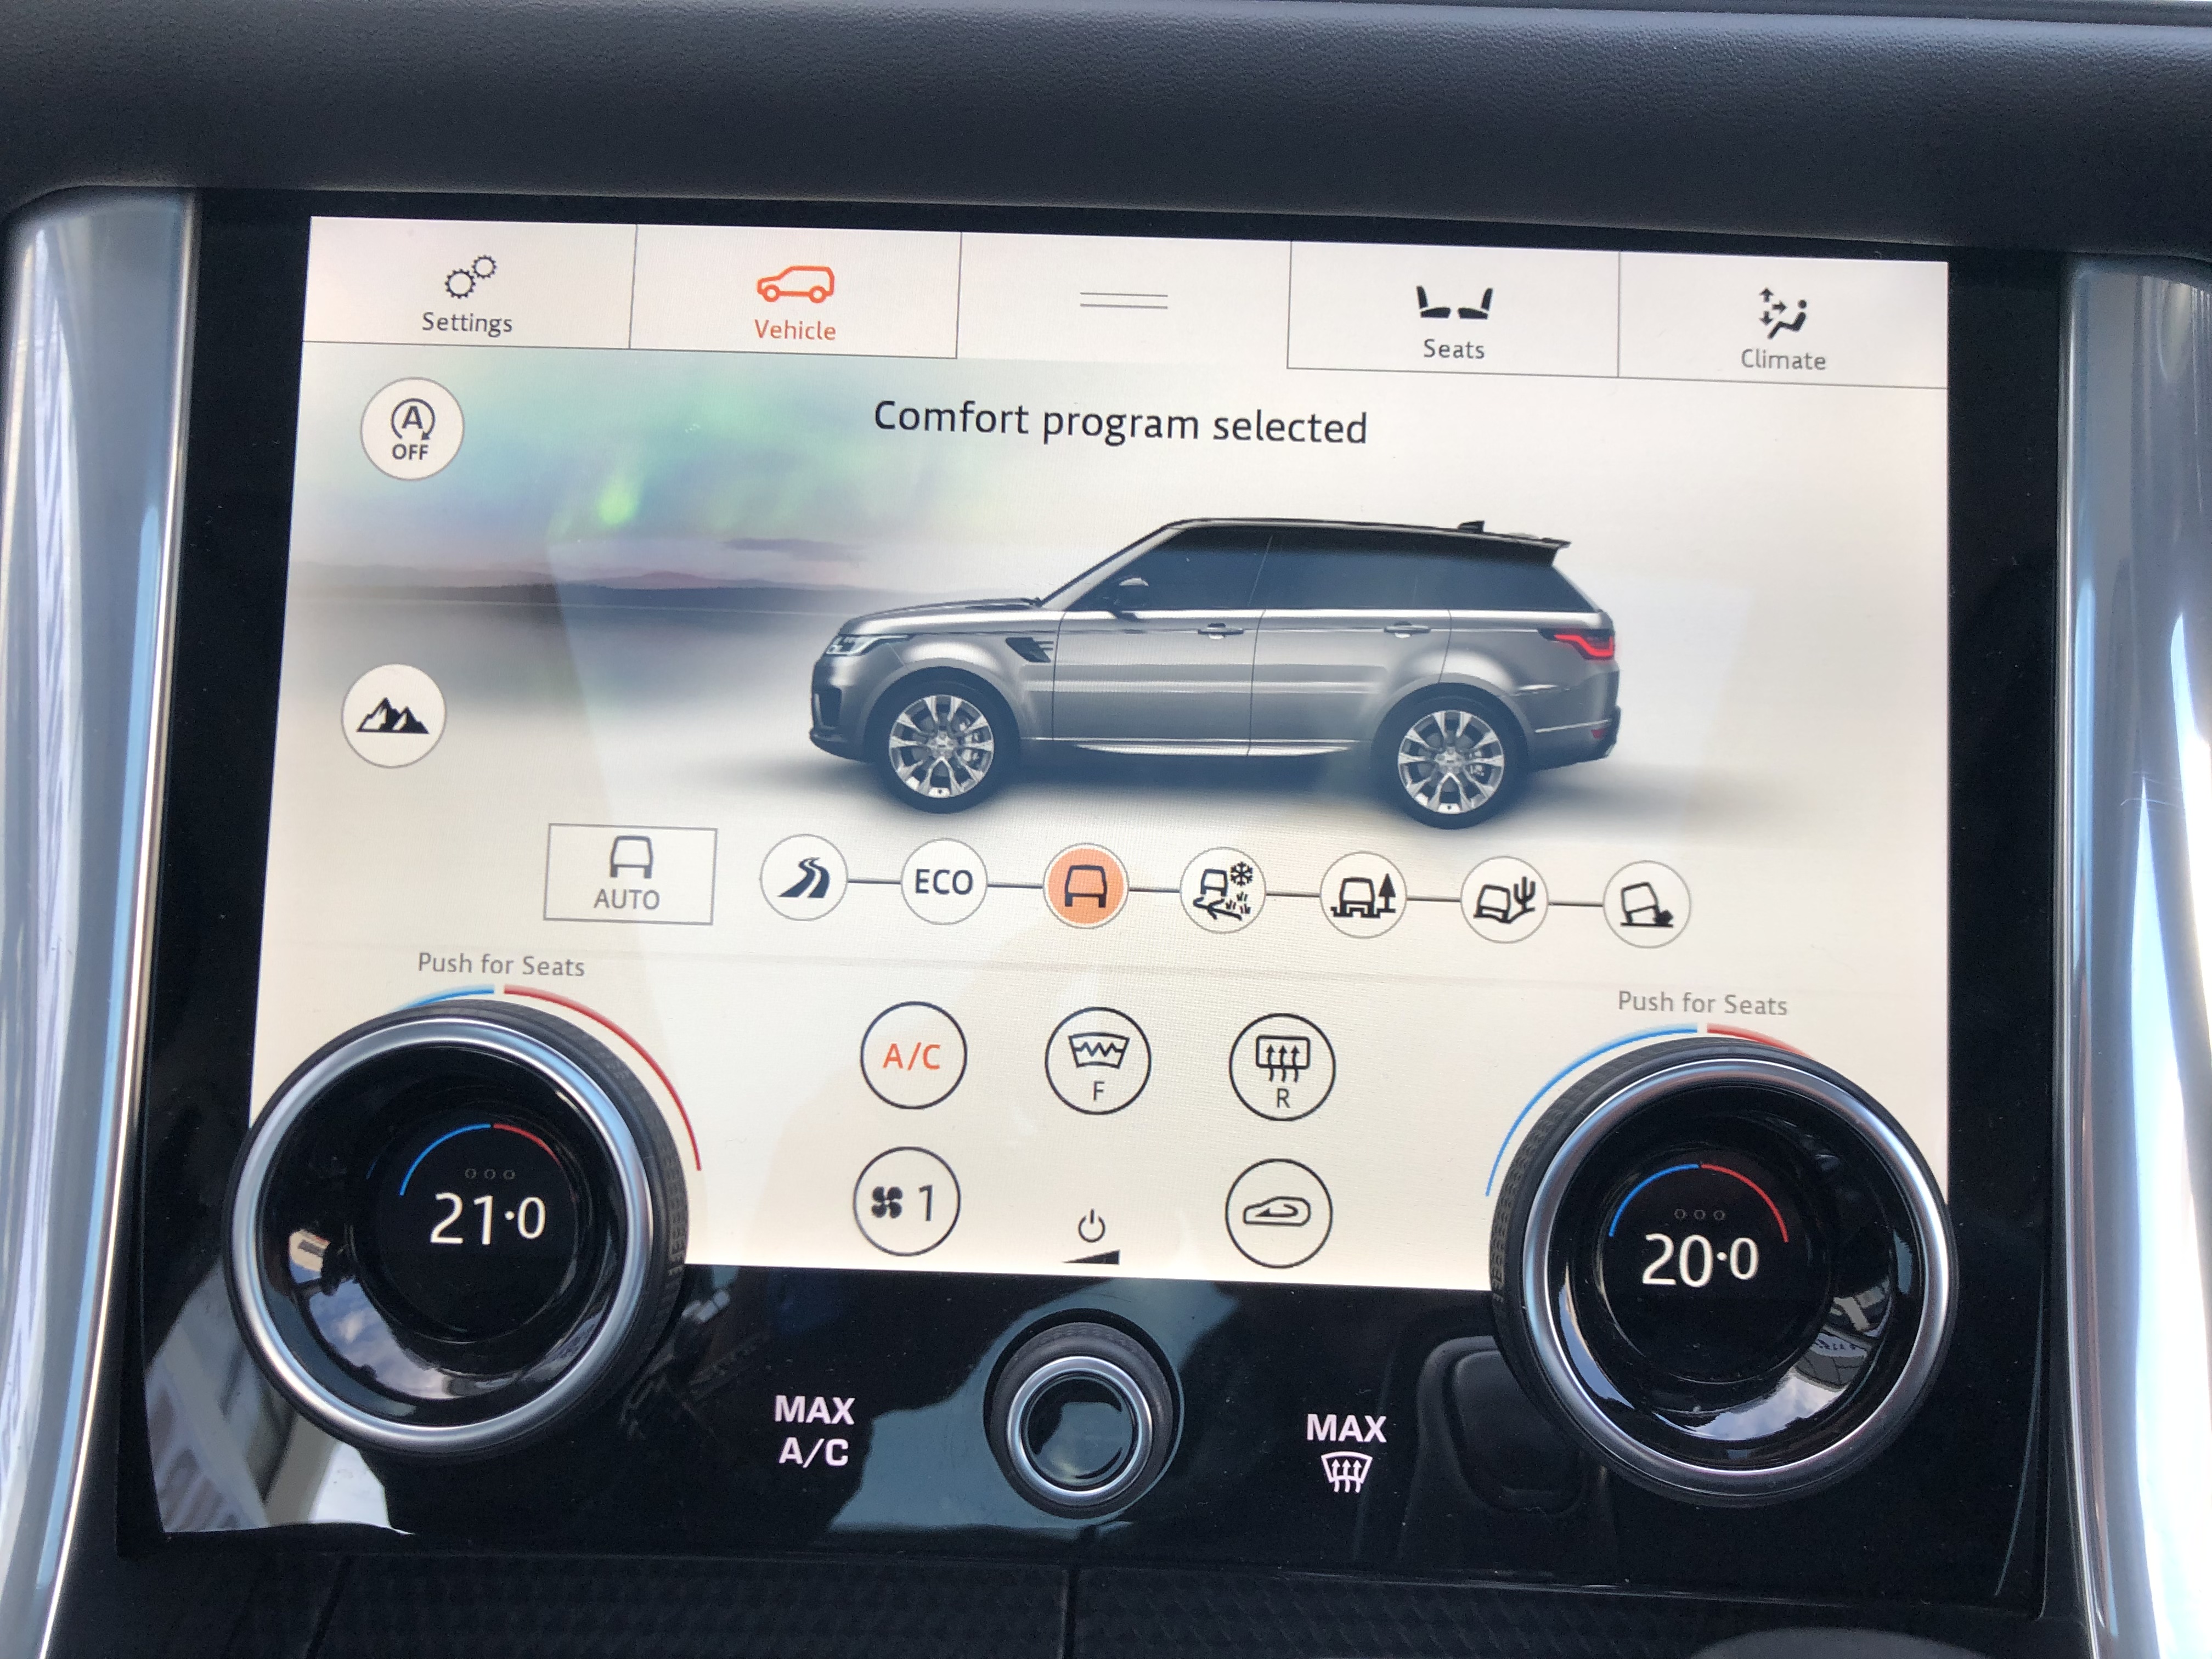 Settings
Vehicle
Seats
Climate
A
OFF
Comfort program selected
AUTO
ECO
Push for Seats
Push for Seats
A/C
F
R
21·0
1
20·0
MAX
A/C
MAX